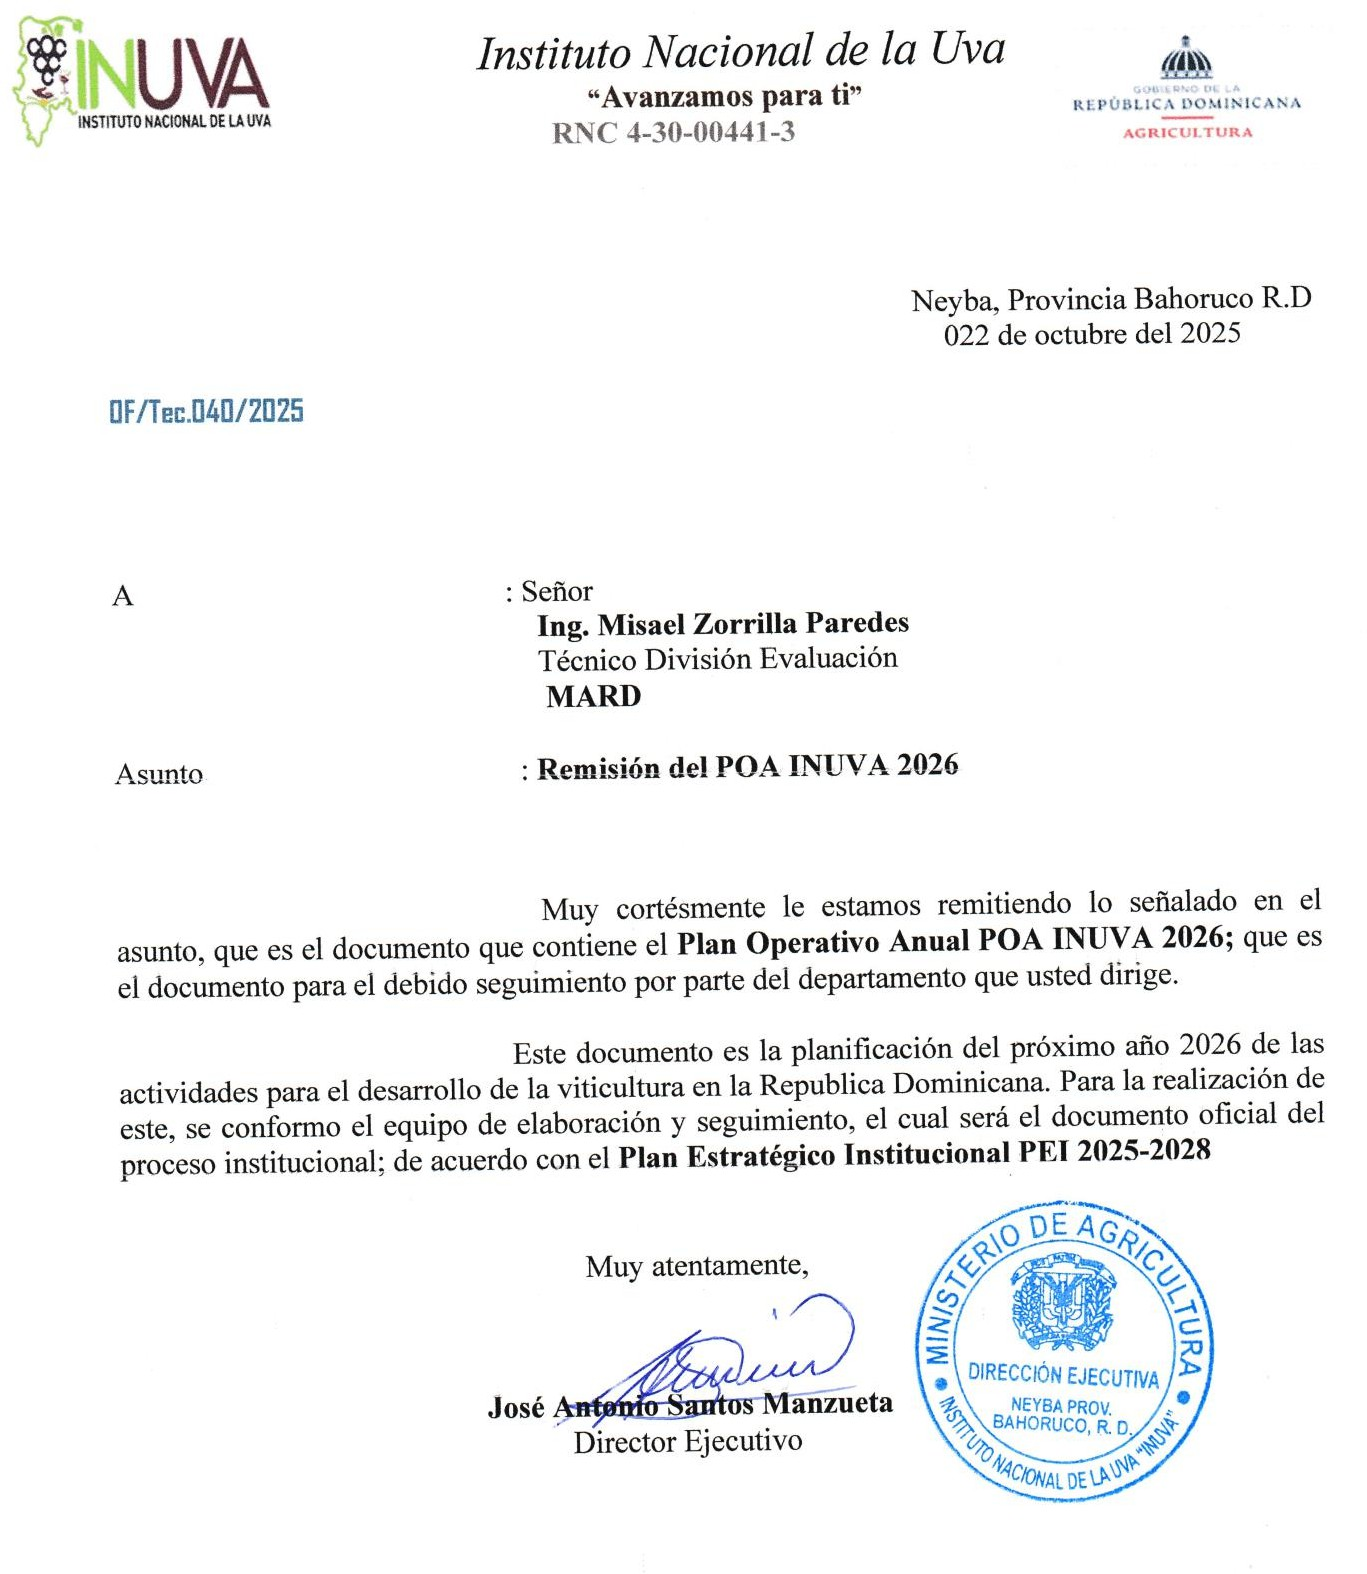 INUVA
INSTITUTO NACIONAL DE LA UVA
Instituto Nacional de la Uva
“Avanzamos para ti”
RNC 4-30-00441-3
GOBIERNO DE LA
REPÚBLICA DOMINICANA
AGRICULTURA
Neyba, Provincia Bahoruco R.D
022 de octubre del 2025
OF/Tec.040/2025
A : Señor
Ing. Misael Zorrilla Paredes
Técnico División Evaluación
MARD
Asunto : Remisión del POA INUVA 2026
Muy cortésmente le estamos remitiendo lo señalado en el
asunto, que es el documento que contiene el Plan Operativo Anual POA INUVA 2026; que es
el documento para el debido seguimiento por parte del departamento que usted dirige.
Este documento es la planificación del próximo año 2026 de las
actividades para el desarrollo de la viticultura en la Republica Dominicana. Para la realización de
este, se conformo el equipo de elaboración y seguimiento, el cual será el documento oficial del
proceso institucional; de acuerdo con el Plan Estratégico Institucional PEI 2025-2028
Muy atentamente,
José Antonio Santos Manzueta
Director Ejecutivo
MINISTERIO DE AGRICULTURA
DIRECCIÓN EJECUTIVA
NEYBA PROV.
BAHORUCO, R. D.
INSTITUTO NACIONAL DE LA UVA "INUVA"